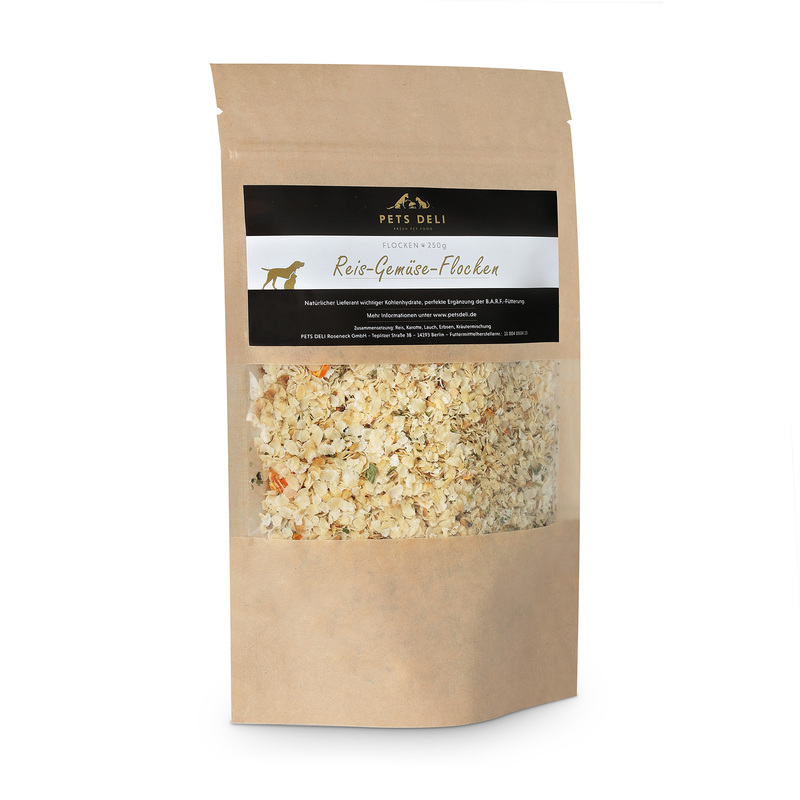 PETS DELI
FRESH PET FOOD
FLOCKEN 250g
Reis-Gemüse-Flocken
Natürlicher Lieferant wichtiger Kohlenhydrate, perfekte Ergänzung der B.A.R.F.-Fütterung.
Mehr Informationen unter www.petsdeli.de
Zusammensetzung: Reis, Karotte, Lauch, Erbsen, Kräutermischung
PETS DELI Roseneck GmbH – Teplitzer Straße 38 – 14193 Berlin – Futtermittelherstellernr.: